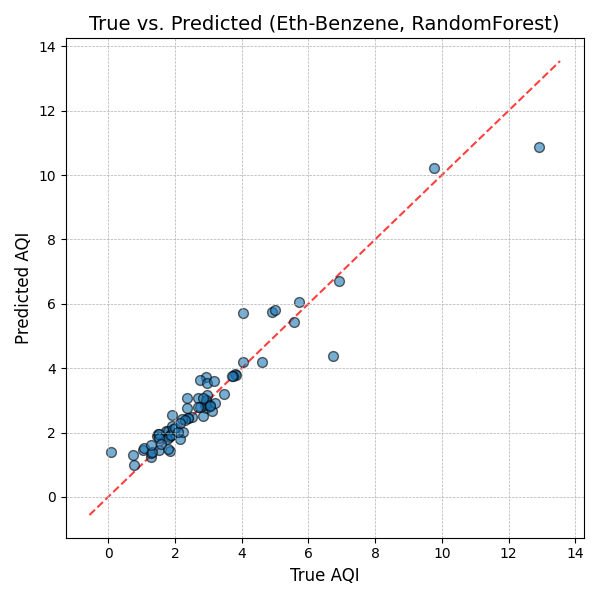 True vs. Predicted (Eth-Benzene, RandomForest)
14
12
10
8
6
4
2
0
Predicted AQI
0 2 4 6 8 10 12 14
True AQI